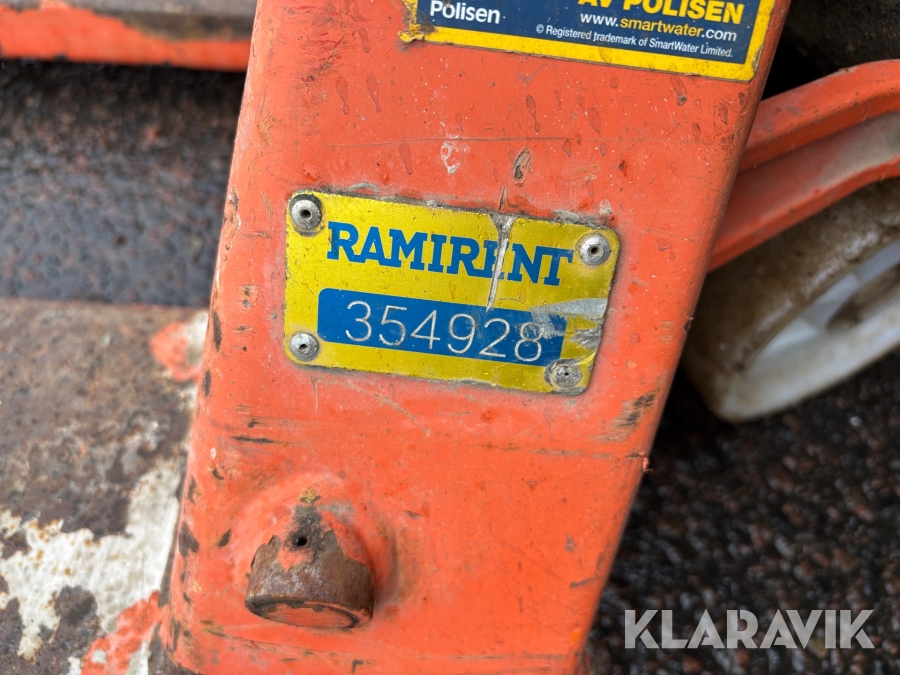 Polisen
AV POLISEN
www.smartwater.com
© Registered trademark of SmartWater Limited.
RAMIRENT
354928
KLARAVIK